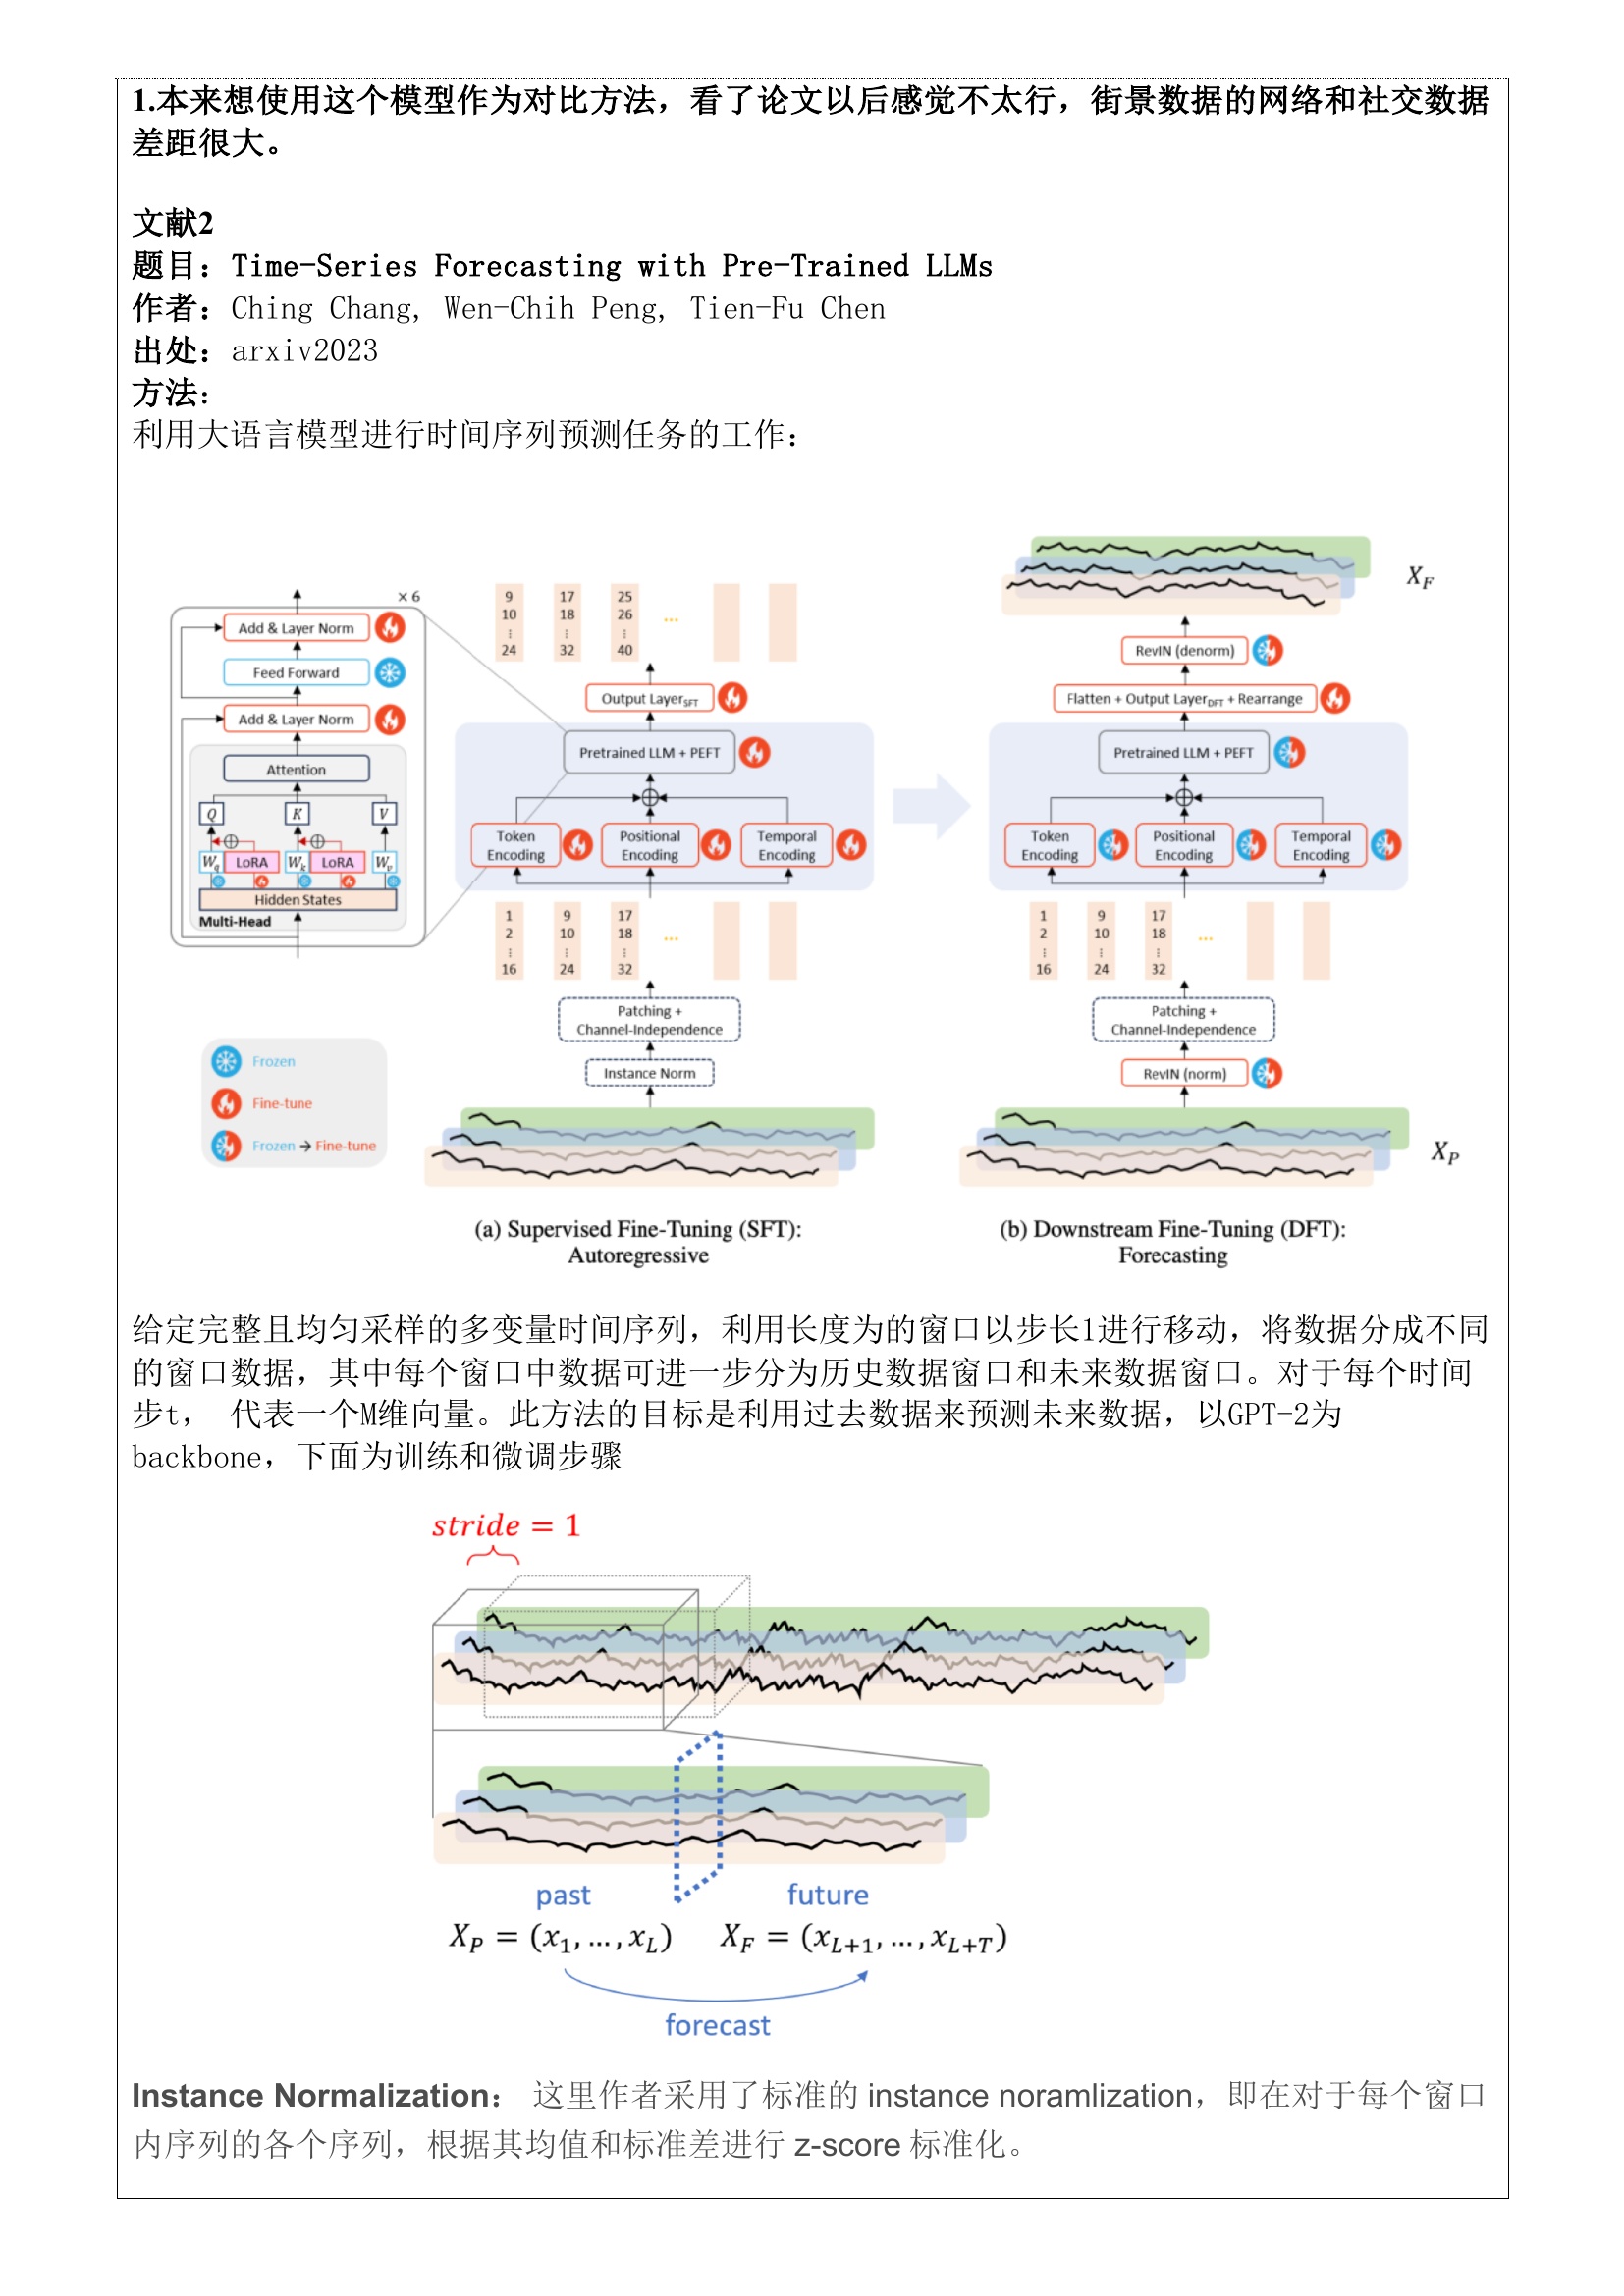 1.本来想使用这个模型作为对比方法，看了论文以后感觉不太行，街景数据的网络和社交数据
差距很大。
文献2
题目：Time-Series Forecasting with Pre-Trained LLMs
作者：Ching Chang, Wen-Chih Peng, Tien-Fu Chen
出处：arxiv2023
方法：
利用大语言模型进行时间序列预测任务的工作：
× 6
Add & Layer Norm
Feed Forward
Add & Layer Norm
Attention
Q K V
W_q LoRA W_k LoRA W_v
Hidden States
Multi-Head
Frozen
Fine-tune
Frozen → Fine-tune
9 17 25
10 18 26 ...
⋮ ⋮ ⋮
24 32 40
Output Layer_SFT
Pretrained LLM + PEFT
Token Encoding
Positional Encoding
Temporal Encoding
1 9 17
2 10 18 ...
⋮ ⋮ ⋮
16 24 32
Patching +
Channel-Independence
Instance Norm
(a) Supervised Fine-Tuning (SFT):
Autoregressive
X_F
RevIN (denorm)
Flatten + Output Layer_DFT + Rearrange
Pretrained LLM + PEFT
Token Encoding
Positional Encoding
Temporal Encoding
1 9 17
2 10 18 ...
⋮ ⋮ ⋮
16 24 32
Patching +
Channel-Independence
RevIN (norm)
X_P
(b) Downstream Fine-Tuning (DFT):
Forecasting
给定完整且均匀采样的多变量时间序列，利用长度为的窗口以步长1进行移动，将数据分成不同
的窗口数据，其中每个窗口中数据可进一步分为历史数据窗口和未来数据窗口。对于每个时间
步t， 代表一个M维向量。此方法的目标是利用过去数据来预测未来数据，以GPT-2为
backbone，下面为训练和微调步骤
stride = 1
past future
X_P = (x_1, ..., x_L) X_F = (x_{L+1}, ..., x_{L+T})
forecast
Instance Normalization： 这里作者采用了标准的 instance noramlization，即在对于每个窗口
内序列的各个序列，根据其均值和标准差进行 z-score 标准化。